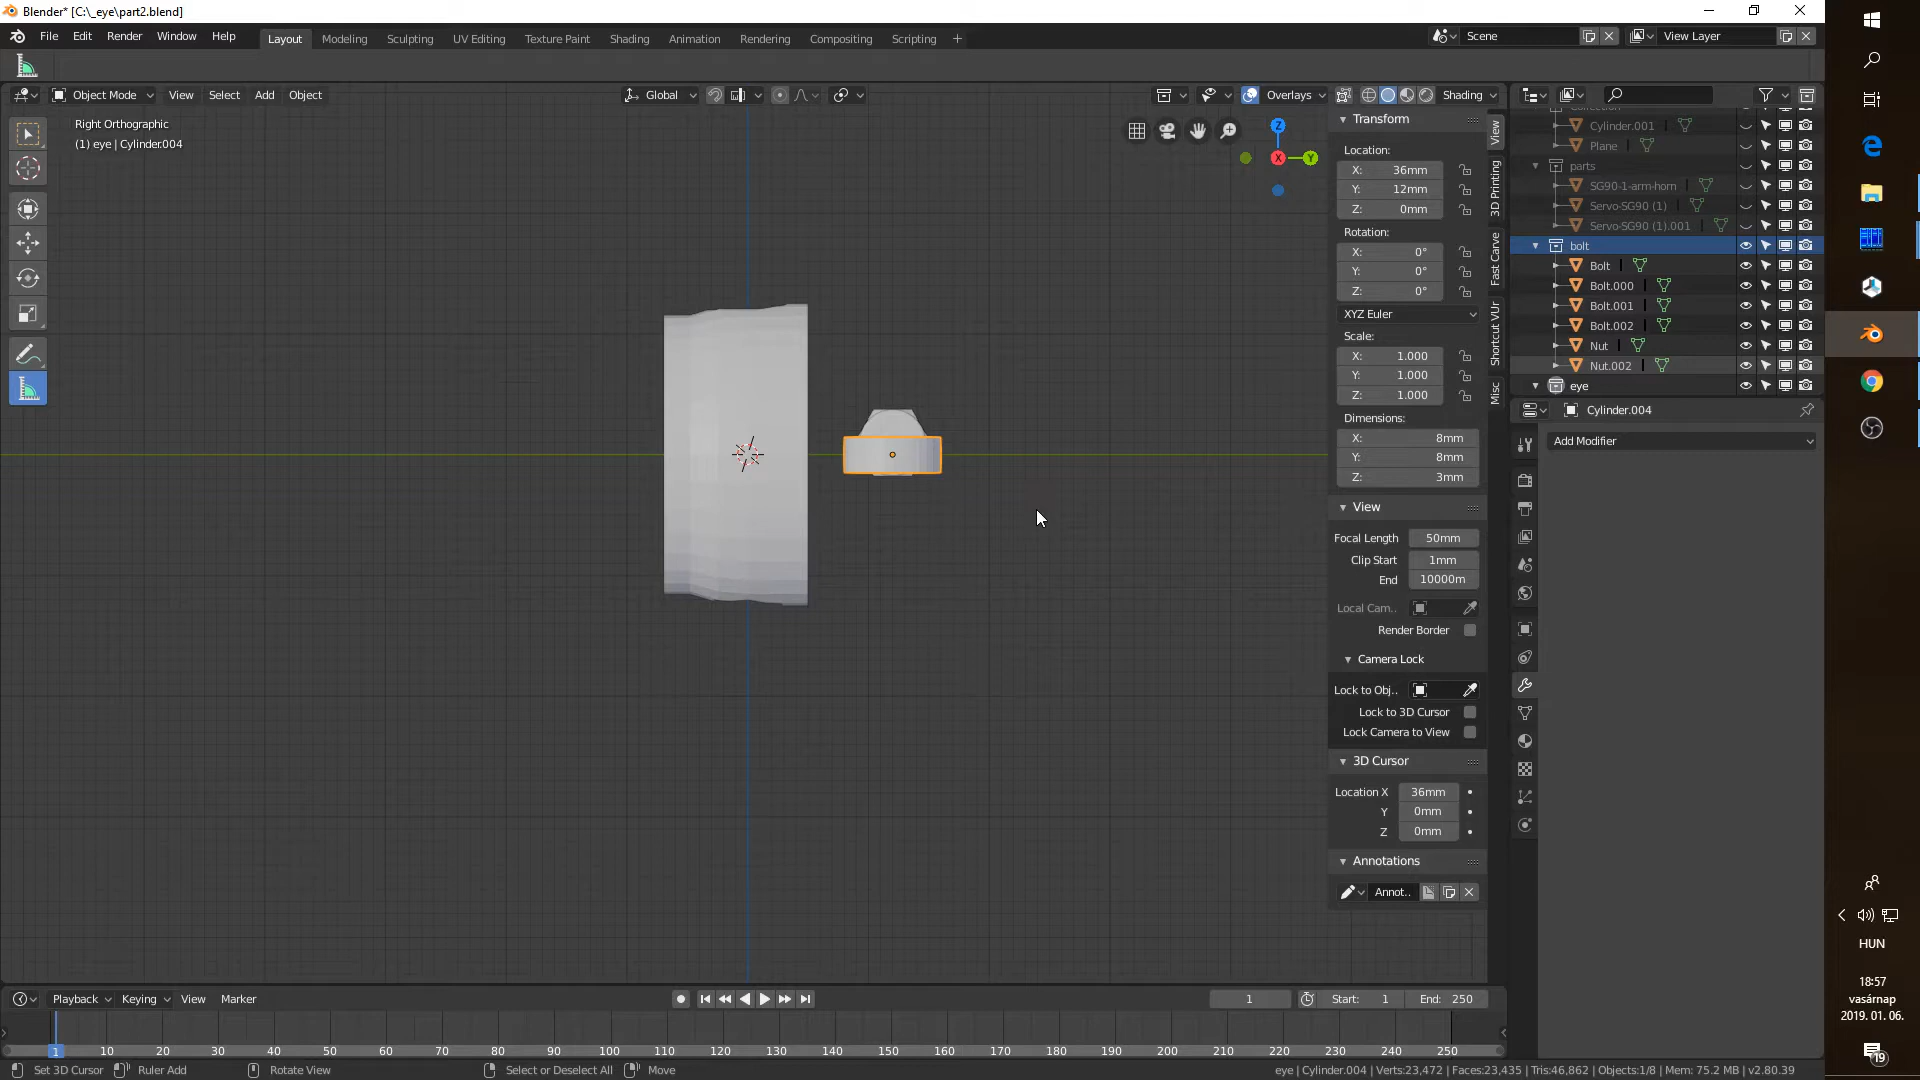 Blender* [C:\_eye\part2.blend]
File Edit Render Window Help Layout Modeling Sculpting UV Editing Texture Paint Shading Animation Rendering Compositing Scripting + Scene View Layer
Object Mode View Select Add Object Global Overlays Shading
Right Orthographic
(1) eye | Cylinder.004
Z
X
Y
Transform
Location:
X: 36mm
Y: 12mm
Z: 0mm
Rotation:
X: 0°
Y: 0°
Z: 0°
XYZ Euler
Scale:
X: 1.000
Y: 1.000
Z: 1.000
Dimensions:
X: 8mm
Y: 8mm
Z: 3mm
View
Focal Length 50mm
Clip Start 1mm
End 10000m
Local Cam..
Render Border
Camera Lock
Lock to Obj..
Lock to 3D Cursor
Lock Camera to View
3D Cursor
Location X 36mm
Y 0mm
Z 0mm
Annotations
Annot..
View
3D Printing
Fast Carve
Shortcut VUr
Misc
Cylinder.001
Plane
parts
SG90-1-arm-horn
Servo-SG90 (1)
Servo-SG90 (1).001
bolt
Bolt
Bolt.000
Bolt.001
Bolt.002
Nut
Nut.002
eye
Cylinder.004
Add Modifier
Playback Keying View Marker 1 Start: 1 End: 250
1 10 20 30 40 50 60 70 80 90 100 110 120 130 140 150 160 170 180 190 200 210 220 230 240 250
Set 3D Cursor Ruler Add Rotate View Select or Deselect All Move eye | Cylinder.004 | Verts:23,472 | Faces:23,435 | Tris:46,862 | Objects:1/8 | Mem: 75.2 MB | v2.80.39
HUN
18:57
vasárnap
2019. 01. 06.
19